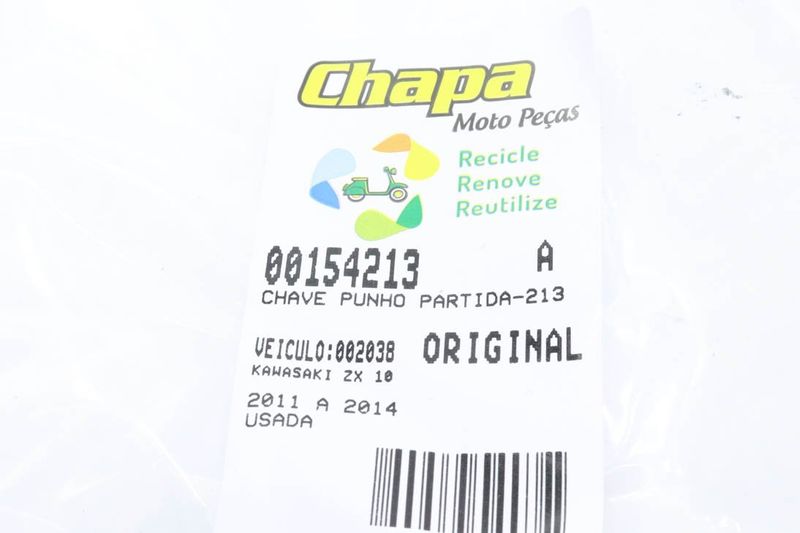 Chapa
Moto Peças
Recicle
Renove
Reutilize
00154213 A
CHAVE PUNHO PARTIDA-213
VEICULO:002038 ORIGINAL
KAWASAKI ZX 10
2011 A 2014
USADA